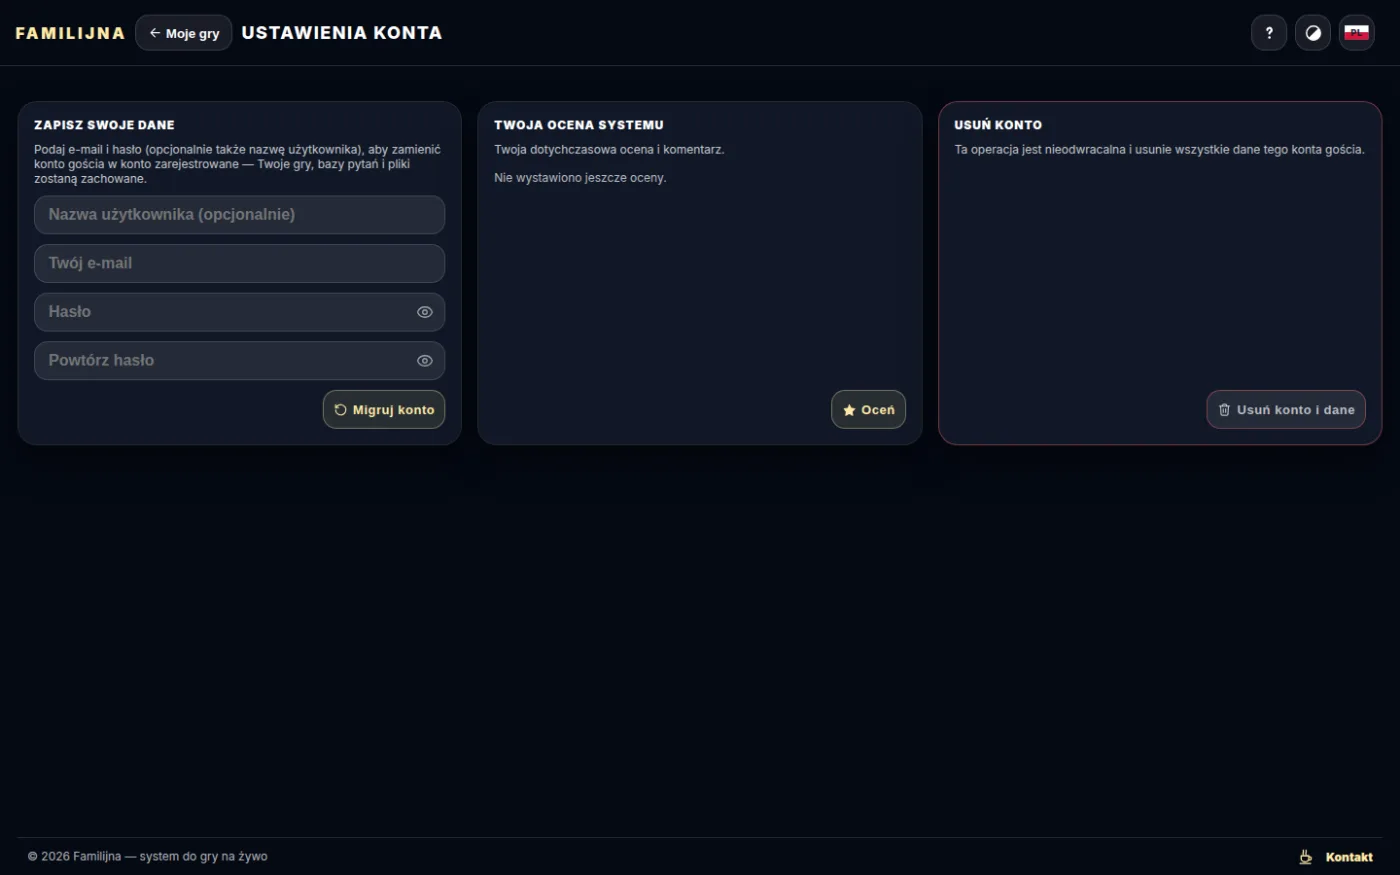 FAMILIJNA
← Moje gry
USTAWIENIA KONTA
?
PL
ZAPISZ SWOJE DANE
Podaj e-mail i hasło (opcjonalnie także nazwę użytkownika), aby zamienić
konto gościa w konto zarejestrowane — Twoje gry, bazy pytań i pliki
zostaną zachowane.
Nazwa użytkownika (opcjonalnie)
Twój e-mail
Hasło
Powtórz hasło
Migruj konto
TWOJA OCENA SYSTEMU
Twoja dotychczasowa ocena i komentarz.
Nie wystawiono jeszcze oceny.
Oceń
USUŃ KONTO
Ta operacja jest nieodwracalna i usunie wszystkie dane tego konta gościa.
Usuń konto i dane
© 2026 Familijna — system do gry na żywo
Kontakt